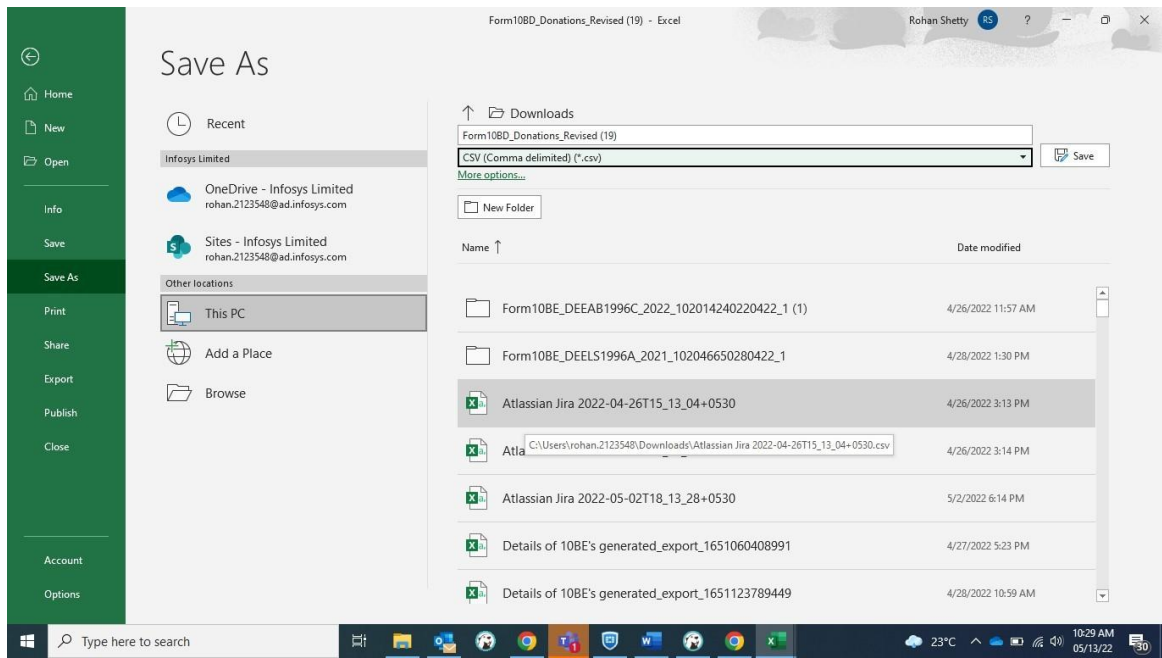 Form10BD_Donations_Revised (19) - Excel
Rohan Shetty RS ?
Save As
Home
New
Open
Info
Save
Save As
Print
Share
Export
Publish
Close
Account
Options
Recent
Infosys Limited
OneDrive - Infosys Limited
rohan.2123548@ad.infosys.com
Sites - Infosys Limited
rohan.2123548@ad.infosys.com
Other locations
This PC
Add a Place
Browse
Downloads
Form10BD_Donations_Revised (19)
CSV (Comma delimited) (*.csv)
Save
More options...
New Folder
Name Date modified
Form10BE_DEEAB1996C_2022_102014240220422_1 (1) 4/26/2022 11:57 AM
Form10BE_DEELS1996A_2021_102046650280422_1 4/28/2022 1:30 PM
Atlassian Jira 2022-04-26T15_13_04+0530 4/26/2022 3:13 PM
C:\Users\rohan.2123548\Downloads\Atlassian Jira 2022-04-26T15_13_04+0530.csv
Atla 4/26/2022 3:14 PM
Atlassian Jira 2022-05-02T18_13_28+0530 5/2/2022 6:14 PM
Details of 10BE's generated_export_1651060408991 4/27/2022 5:23 PM
Details of 10BE's generated_export_1651123789449 4/28/2022 10:59 AM
Type here to search
23°C
10:29 AM
05/13/22
30